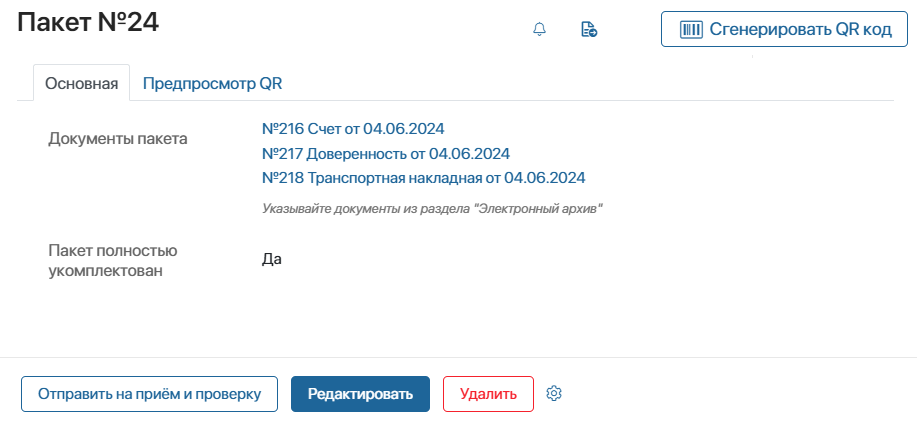 Пакет №24
Сгенерировать QR код
Основная
Предпросмотр QR
Документы пакета
№216 Счет от 04.06.2024
№217 Доверенность от 04.06.2024
№218 Транспортная накладная от 04.06.2024
Указывайте документы из раздела "Электронный архив"
Пакет полностью
укомплектован
Да
Отправить на приём и проверку
Редактировать
Удалить